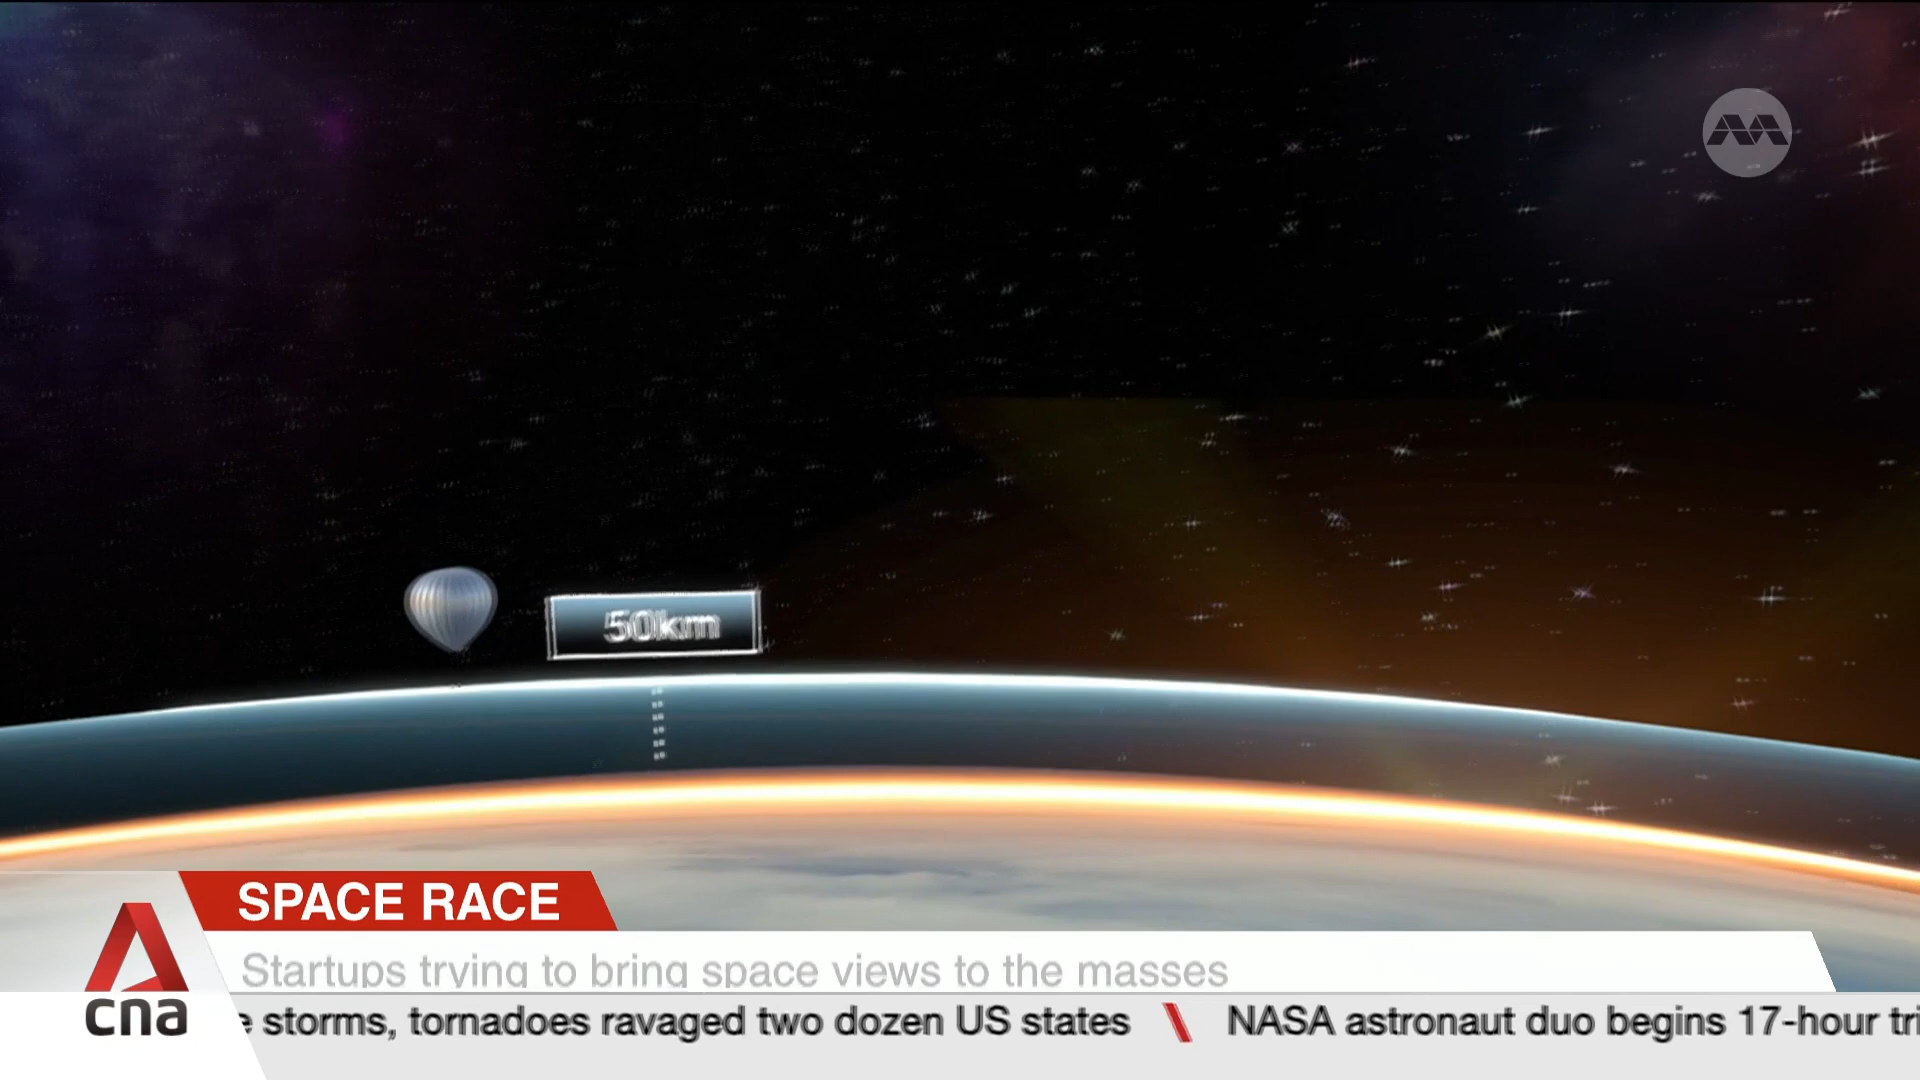 50km
SPACE RACE
Startups trying to bring space views to the masses
cna
storms, tornadoes ravaged two dozen US states
NASA astronaut duo begins 17-hour